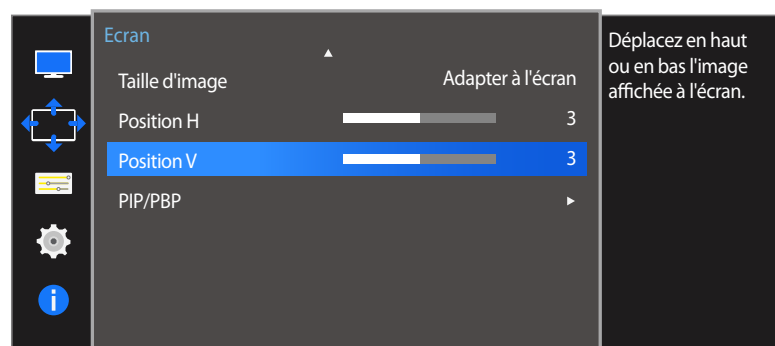 Ecran
Taille d'image Adapter à l'écran
Position H 3
Position V 3
PIP/PBP
Déplacez en haut
ou en bas l'image
affichée à l'écran.